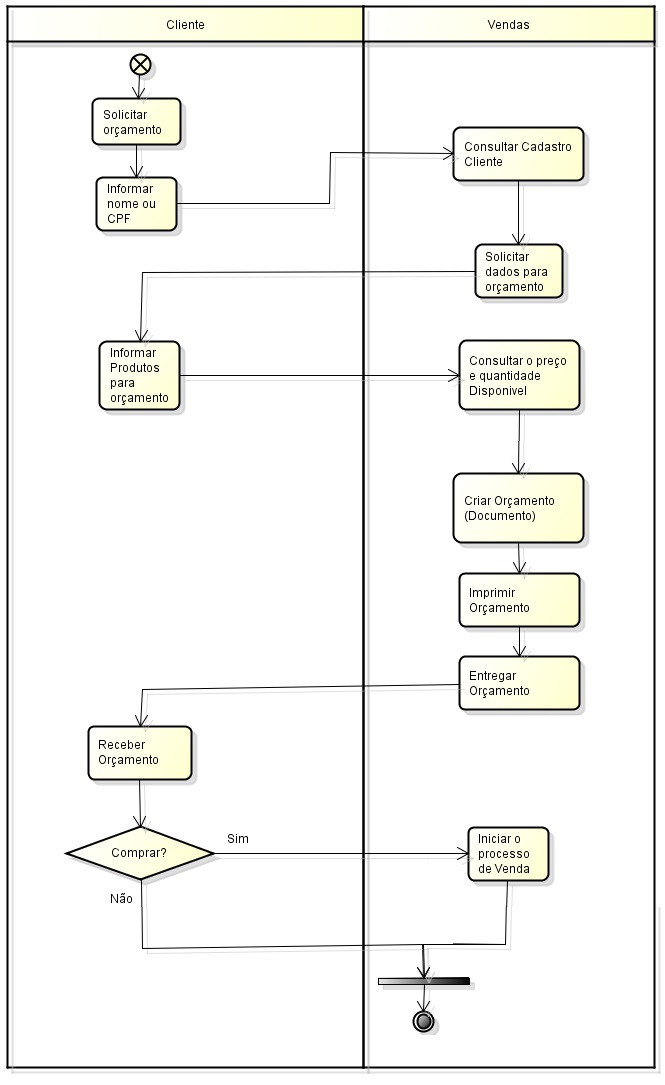 Cliente
Vendas
Solicitar
orçamento
Informar
nome ou
CPF
Consultar Cadastro
Cliente
Solicitar
dados para
orçamento
Informar
Produtos
para
orçamento
Consultar o preço
e quantidade
Disponivel
Criar Orçamento
(Documento)
Imprimir
Orçamento
Entregar
Orçamento
Receber
Orçamento
Comprar?
Sim
Iniciar o
processo
de Venda
Não